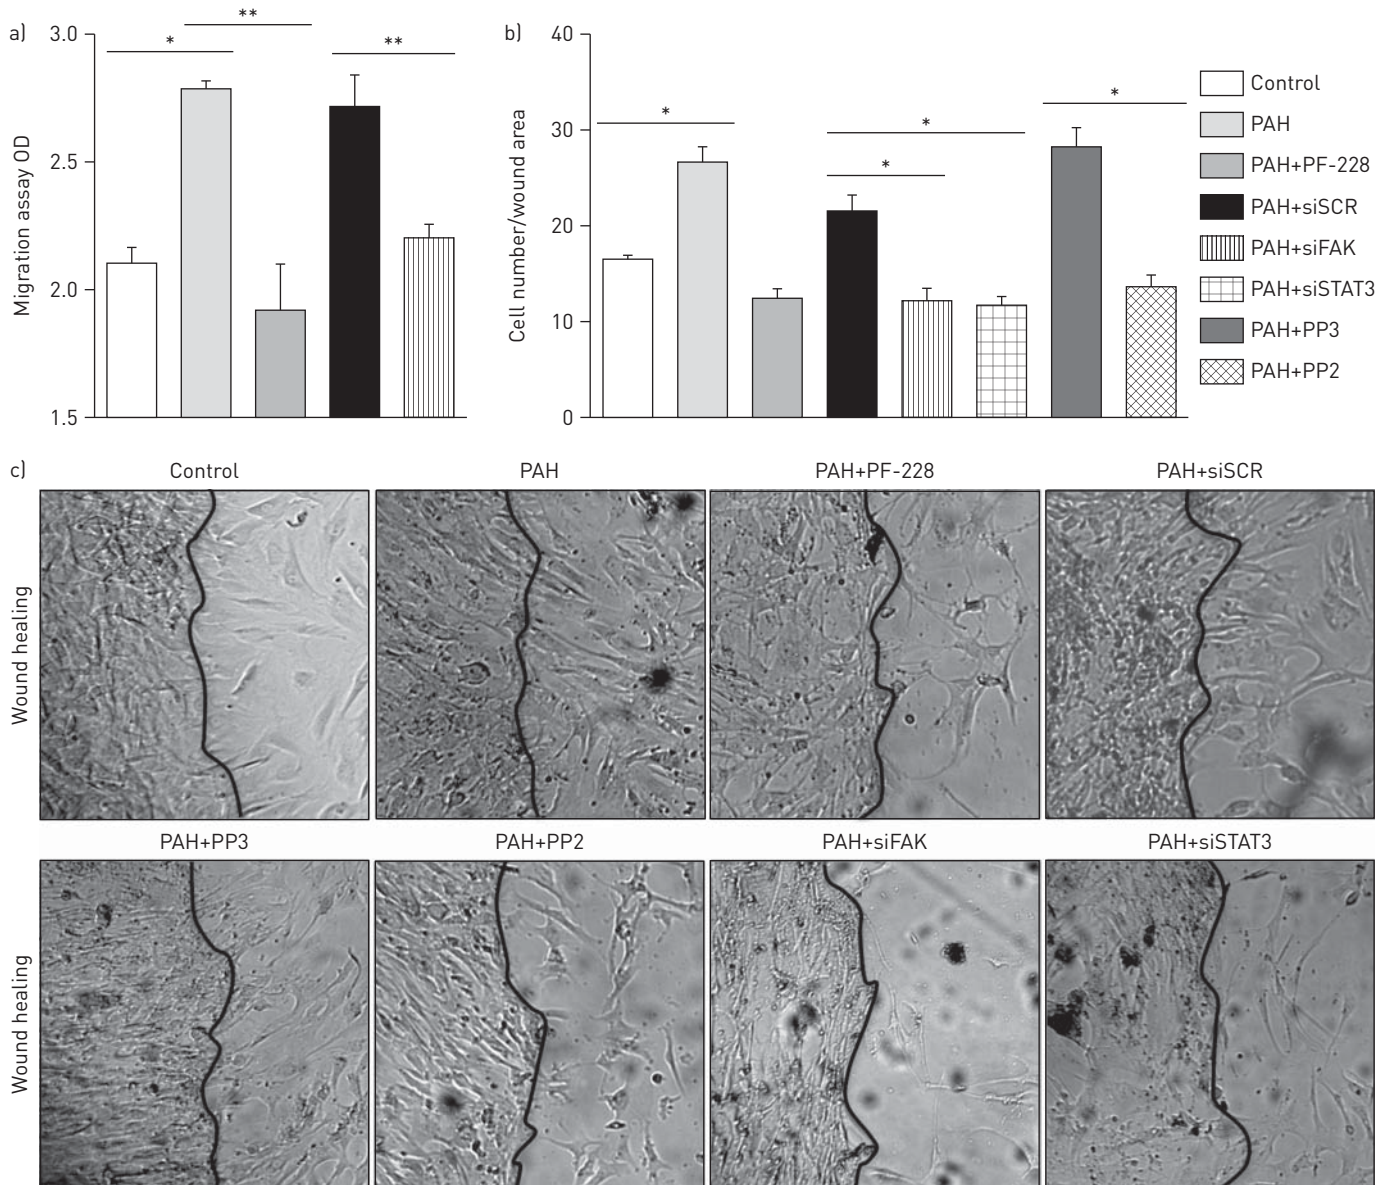 a)
3.0
2.5
2.0
1.5
Migration assay OD
*
**
**
b)
40
30
20
10
0
Cell number/wound area
*
*
*
*
Control
PAH
PAH+PF-228
PAH+siSCR
PAH+siFAK
PAH+siSTAT3
PAH+PP3
PAH+PP2
c)
Control
PAH
PAH+PF-228
PAH+siSCR
Wound healing
PAH+PP3
PAH+PP2
PAH+siFAK
PAH+siSTAT3
Wound healing